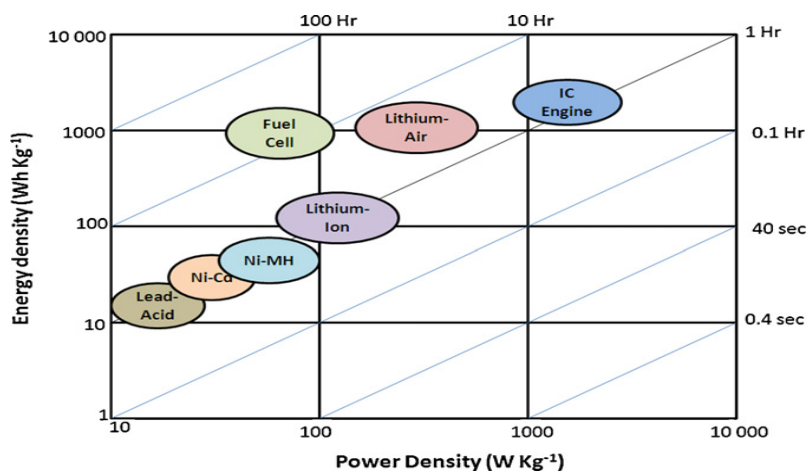 100 Hr
10 Hr
10 000
1 Hr
IC
Engine
Lithium-
Air
Fuel
Cell
1000
0.1 Hr
Energy density (Wh Kg-1)
Lithium-
Ion
100
40 sec
Ni-MH
Ni-Cd
Lead-
Acid
10
0.4 sec
1
10
100
1000
10 000
Power Density (W Kg-1)